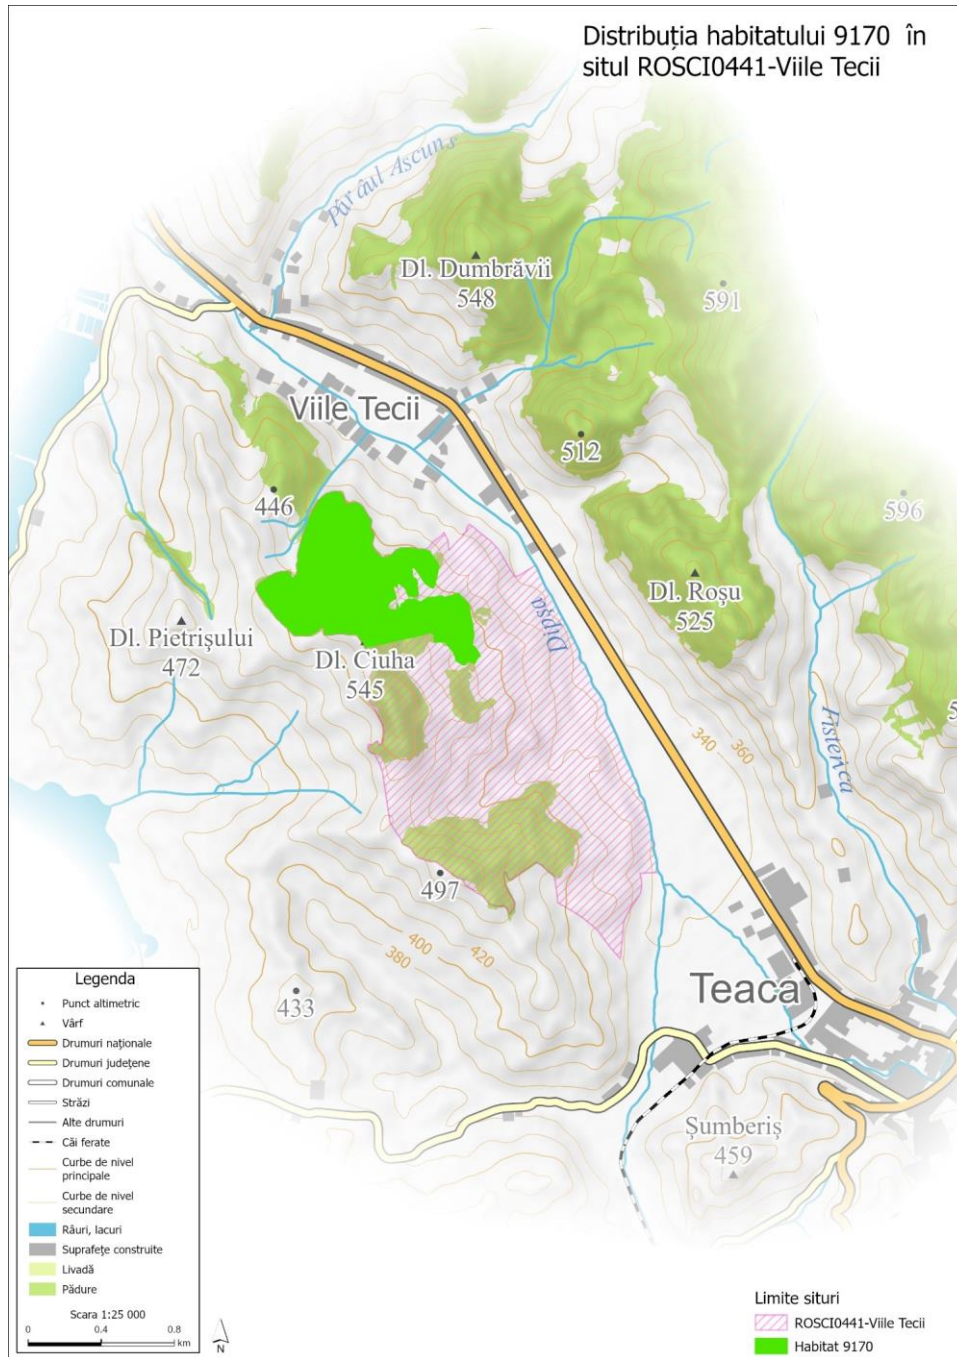 Distribuția habitatului 9170 în
situl ROSCI0441-Viile Tecii
Pârâul Ascuns
Dl. Dumbrăvii
548
591
Viile Tecii
512
446
596
Dl. Roșu
525
Dipșa
Dl. Pietrișului
472
Dl. Ciuha
545
Fisterica
340
360
497
400
420
380
433
Teaca
Șumberiș
459
Legenda
Punct altimetric
Vârf
Drumuri naționale
Drumuri județene
Drumuri comunale
Străzi
Alte drumuri
Căi ferate
Curbe de nivel
principale
Curbe de nivel
secundare
Râuri, lacuri
Suprafețe construite
Livadă
Pădure
Scara 1:25 000
0 0.4 0.8
km
N
Limite situri
ROSCI0441-Viile Tecii
Habitat 9170